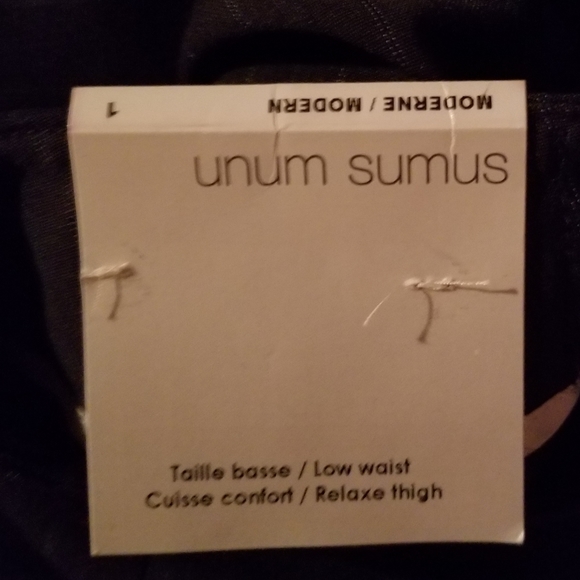 MODERNE / MODERN 1
unum sumus
Taille basse / Low waist
Cuisse confort / Relaxe thigh